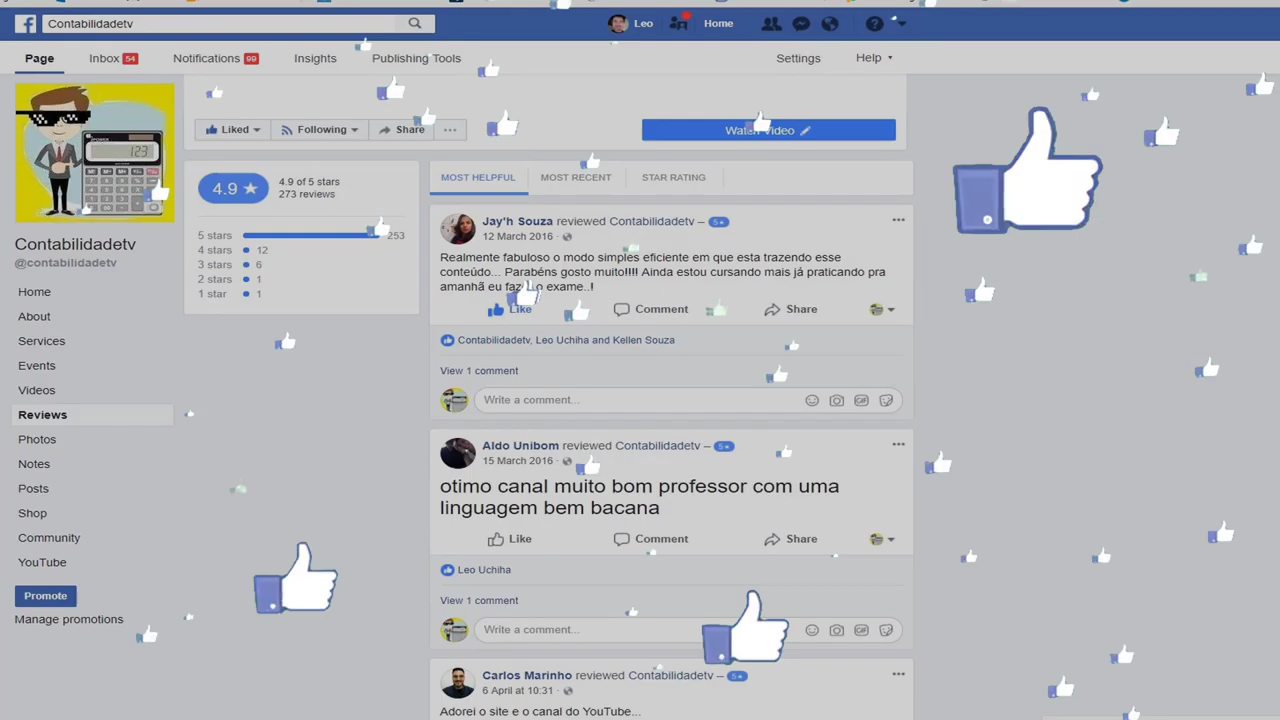 Contabilidadetv
Leo
Home
Page
Inbox 54
Notifications 99
Insights
Publishing Tools
Settings
Help
Liked
Following
Share
Watch Video
4.9
4.9 of 5 stars
273 reviews
5 stars 253
4 stars 12
3 stars 6
2 stars 1
1 star 1
123
Contabilidadetv
@contabilidadetv
Home
About
Services
Events
Videos
Reviews
Photos
Notes
Posts
Shop
Community
YouTube
Promote
Manage promotions
MOST HELPFUL
MOST RECENT
STAR RATING
Jay'h Souza reviewed Contabilidadetv – 5
12 March 2016
Realmente fabuloso o modo simples eficiente em que esta trazendo esse
conteúdo... Parabéns gosto muito!!!! Ainda estou cursando mais já praticando pra
amanhã eu o exame..!
Like Comment Share
Contabilidadetv, Leo Uchiha and Kellen Souza
View 1 comment
Write a comment...
Aldo Unibom reviewed Contabilidadetv – 5
15 March 2016
otimo canal muito bom professor com uma
linguagem bem bacana
Like Comment Share
Leo Uchiha
View 1 comment
Write a comment...
Carlos Marinho reviewed Contabilidadetv – 5
6 April at 10:31
Adorei o site e o canal do YouTube...